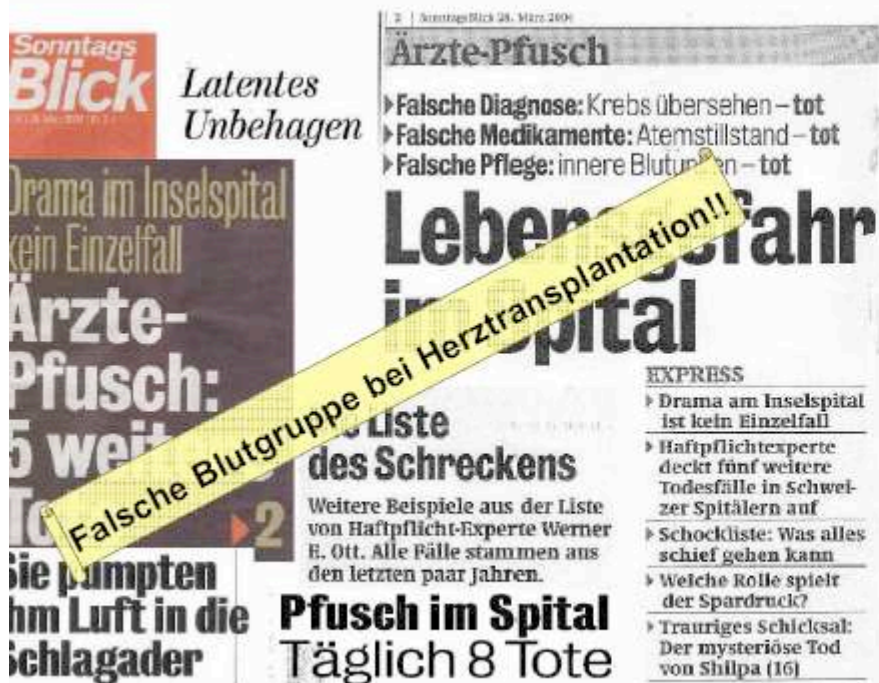 Sonntags
Blick
Latentes
Unbehagen
2 | SonntagsBlick 28. März 2004
Ärzte-Pfusch
Falsche Diagnose: Krebs übersehen – tot
Falsche Medikamente: Atemstillstand – tot
Falsche Pflege: innere – tot
Drama im Inselspital
kein Einzelfall
Ärzte-
Pfusch:
5
2
im Spital
Falsche Blutgruppe bei Herztransplantation!!
Liste
des Schreckens
Weitere Beispiele aus der Liste
von Haftpflicht-Experte Werner
E. Ott. Alle Fälle stammen aus
den letzten paar Jahren.
EXPRESS
Drama am Inselspital
ist kein Einzelfall
Haftpflichtexperte
deckt fünf weitere
Todesfälle in Schwei-
zer Spitälern auf
Schockliste: Was alles
schief gehen kann
Welche Rolle spielt
der Spardruck?
Trauriges Schicksal:
Der mysteriöse Tod
von Shilpa (16)
Sie pumpten
ihm Luft in die
Schlagader
Pfusch im Spital
Täglich 8 Tote